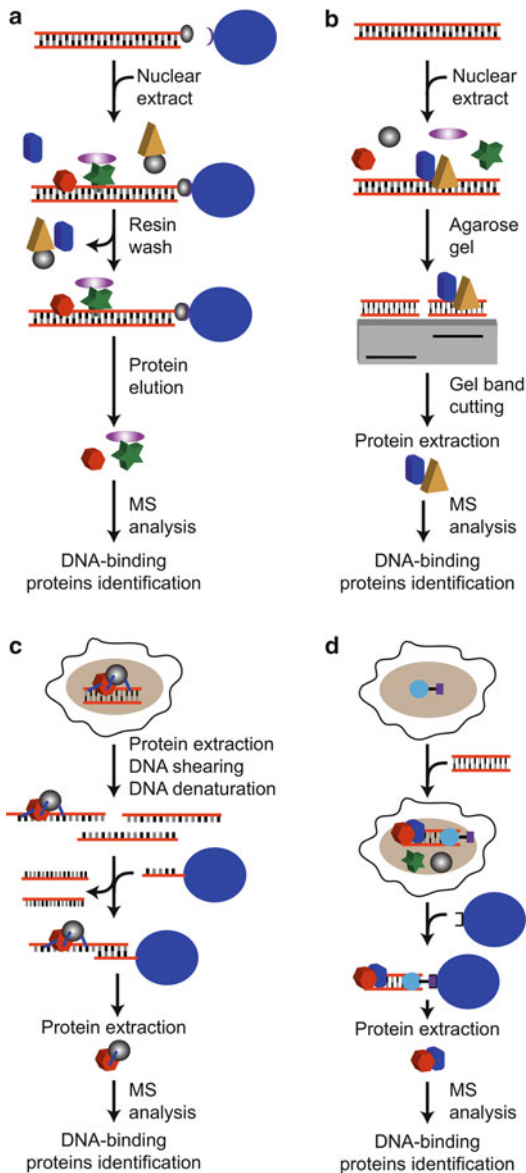 a
Nuclear
extract
Resin
wash
Protein
elution
MS
analysis
DNA-binding
proteins identification
b
Nuclear
extract
Agarose
gel
Gel band
cutting
Protein extraction
MS
analysis
DNA-binding
proteins identification
c
Protein extraction
DNA shearing
DNA denaturation
Protein extraction
MS
analysis
DNA-binding
proteins identification
d
Protein extraction
MS
analysis
DNA-binding
proteins identification